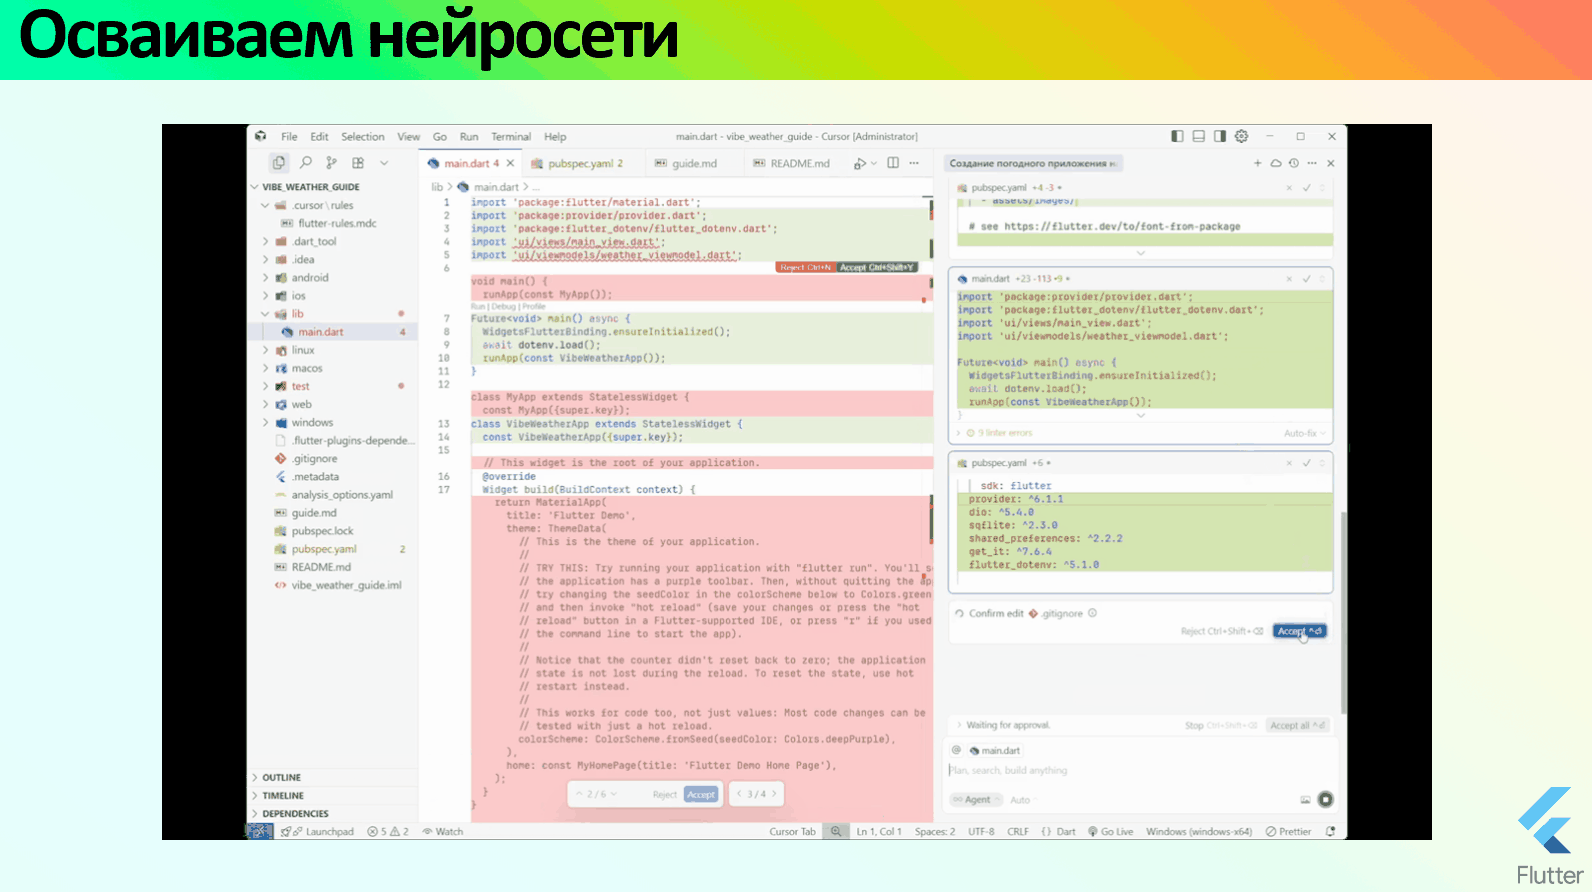 Осваиваем нейросети
File Edit Selection View Go Run Terminal Help
main.dart - vibe_weather_guide - Cursor [Administrator]
VIBE_WEATHER_GUIDE
.cursor\rules
flutter-rules.mdc
.dart_tool
.idea
android
ios
lib
main.dart 4
linux
macos
test
web
windows
.flutter-plugins-depende...
.gitignore
.metadata
analysis_options.yaml
guide.md
pubspec.lock
pubspec.yaml 2
README.md
vibe_weather_guide.iml
OUTLINE
TIMELINE
DEPENDENCIES
main.dart 4 pubspec.yaml 2 guide.md README.md
lib > main.dart > ...
1 import 'package:flutter/material.dart';
2 import 'package:provider/provider.dart';
3 import 'package:flutter_dotenv/flutter_dotenv.dart';
4 import 'ui/views/main_view.dart';
5 import 'ui/viewmodels/weather_viewmodel.dart';
6
Reject Ctrl+N Accept Ctrl+Shift+Y
void main() {
runApp(const MyApp());
Run | Debug | Profile
7 Future<void> main() async {
8 WidgetsFlutterBinding.ensureInitialized();
9 await dotenv.load();
10 runApp(const VibeWeatherApp());
11 }
12
class MyApp extends StatelessWidget {
const MyApp({super.key});
13 class VibeWeatherApp extends StatelessWidget {
14 const VibeWeatherApp({super.key});
15
// This widget is the root of your application.
16 @override
17 Widget build(BuildContext context) {
return MaterialApp(
title: 'Flutter Demo',
theme: ThemeData(
// This is the theme of your application.
//
// TRY THIS: Try running your application with "flutter run". You'll s
// the application has a purple toolbar. Then, without quitting the ap
// try changing the seedColor in the colorScheme below to Colors.green
// and then invoke "hot reload" (save your changes or press the "hot
// reload" button in a Flutter-supported IDE, or press "r" if you used
// the command line to start the app).
//
// Notice that the counter didn't reset back to zero; the application
// state is not lost during the reload. To reset the state, use hot
// restart instead.
//
// This works for code too, not just values: Most code changes can be
// tested with just a hot reload.
colorScheme: ColorScheme.fromSeed(seedColor: Colors.deepPurple),
),
home: const MyHomePage(title: 'Flutter Demo Home Page'),
);
}
}
2 / 6 Reject Accept 3 / 4
Создание погодного приложения н
pubspec.yaml +4 -3
- assets/images/
# see https://flutter.dev/to/font-from-package
main.dart +23 -113 ~9
import 'package:provider/provider.dart';
import 'package:flutter_dotenv/flutter_dotenv.dart';
import 'ui/views/main_view.dart';
import 'ui/viewmodels/weather_viewmodel.dart';
Future<void> main() async {
WidgetsFlutterBinding.ensureInitialized();
await dotenv.load();
runApp(const VibeWeatherApp());
}
9 linter errors Auto-fix
pubspec.yaml +6
sdk: flutter
provider: ^6.1.1
dio: ^5.4.0
sqflite: ^2.3.0
shared_preferences: ^2.2.2
get_it: ^7.6.4
flutter_dotenv: ^5.1.0
Confirm edit .gitignore
Reject Ctrl+Shift+ Accept
Waiting for approval. Stop Ctrl+Shift+ Accept all
@ main.dart
Plan, search, build anything
Agent Auto
Launchpad 5 2 Watch Cursor Tab Ln 1, Col 1 Spaces: 2 UTF-8 CRLF {} Dart Go Live Windows (windows-x64) Prettier
Flutter